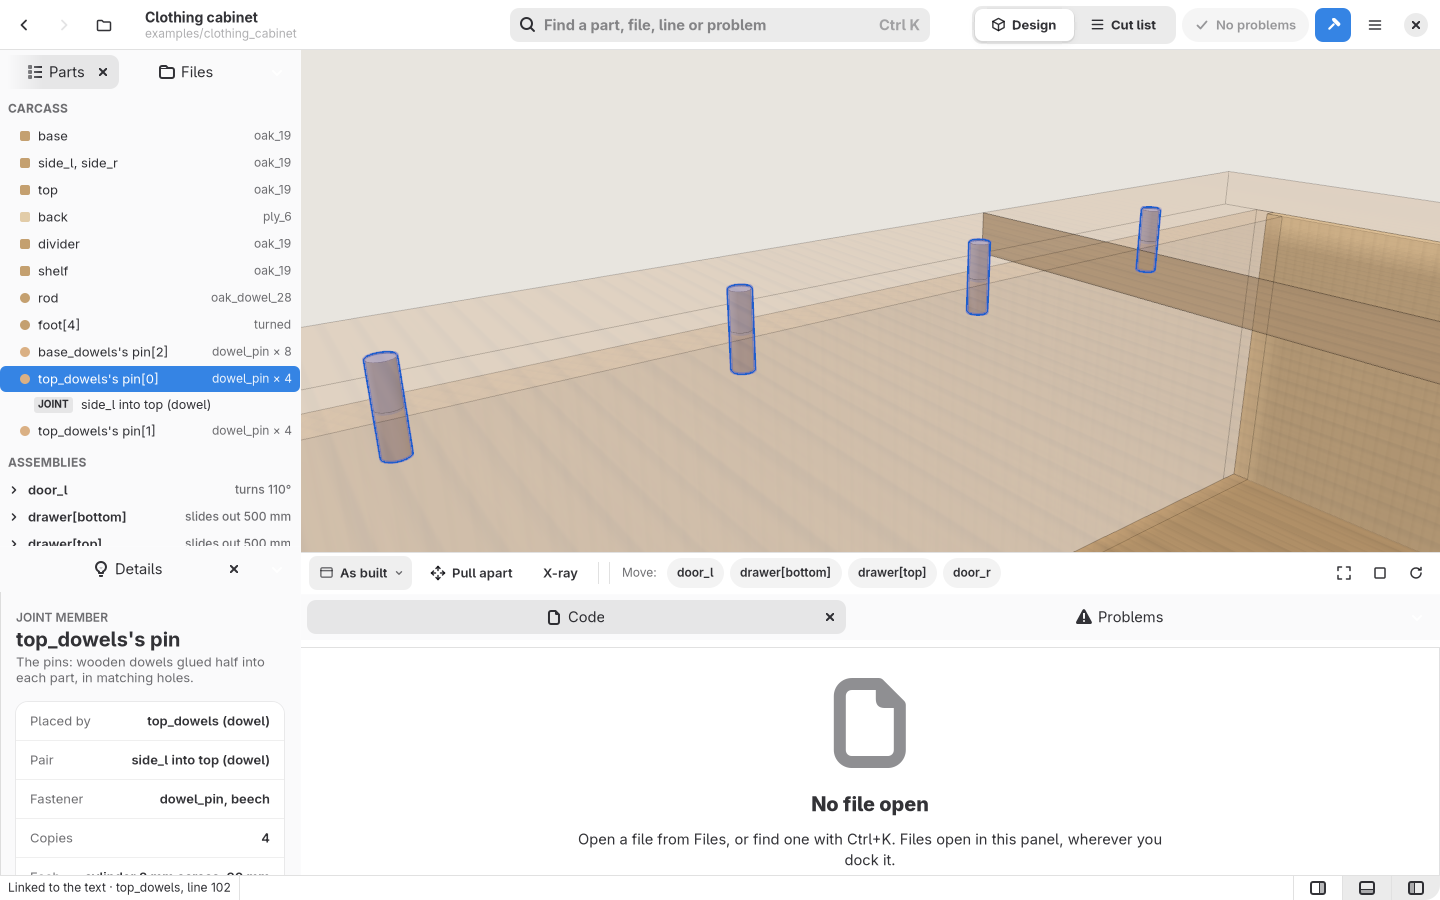 Clothing cabinet
examples/clothing_cabinet
Find a part, file, line or problem
Ctrl K
Design
Cut list
No problems
Parts
Files
CARCASS
base oak_19
side_l, side_r oak_19
top oak_19
back ply_6
divider oak_19
shelf oak_19
rod oak_dowel_28
foot[4] turned
base_dowels's pin[2] dowel_pin × 8
top_dowels's pin[0] dowel_pin × 4
JOINT side_l into top (dowel)
top_dowels's pin[1] dowel_pin × 4
ASSEMBLIES
door_l turns 110°
drawer[bottom] slides out 500 mm
drawer[top] slides out 500 mm
As built
Pull apart
X-ray
Move:
door_l
drawer[bottom]
drawer[top]
door_r
Details
JOINT MEMBER
top_dowels's pin
The pins: wooden dowels glued half into
each part, in matching holes.
Placed by top_dowels (dowel)
Pair side_l into top (dowel)
Fastener dowel_pin, beech
Copies 4
Code
Problems
No file open
Open a file from Files, or find one with Ctrl+K. Files open in this panel, wherever you
dock it.
Linked to the text · top_dowels, line 102